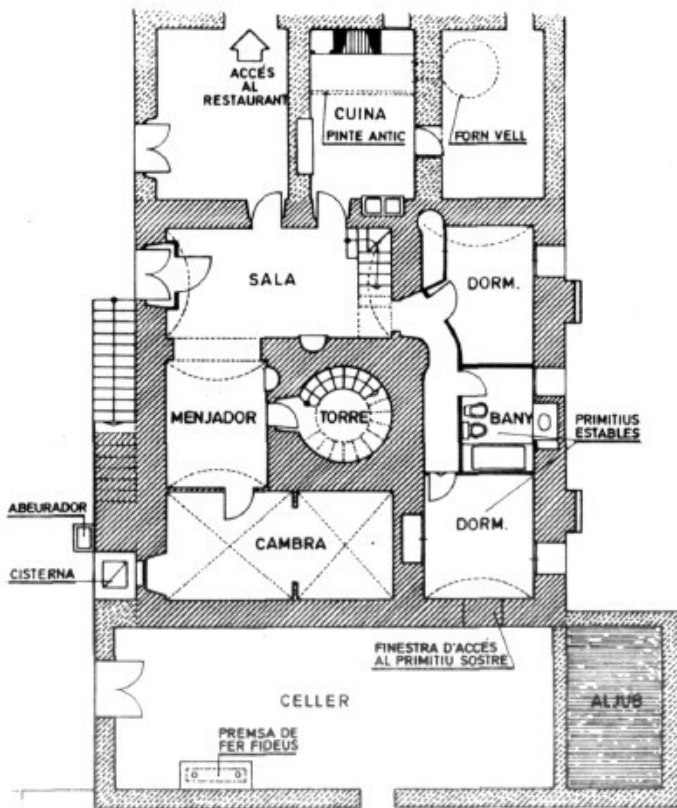 ACCÉS
AL
RESTAURANT
CUINA
PINTE ANTIC
FORN VELL
SALA
DORM.
MENJADOR
TORRE
BANY
PRIMITIUS
ESTABLES
ABEURADOR
CISTERNA
CAMBRA
DORM.
FINESTRA D'ACCÉS
AL PRIMITIU SOSTRE
CELLER
ALJUB
PREMSA DE
FER FIDEUS